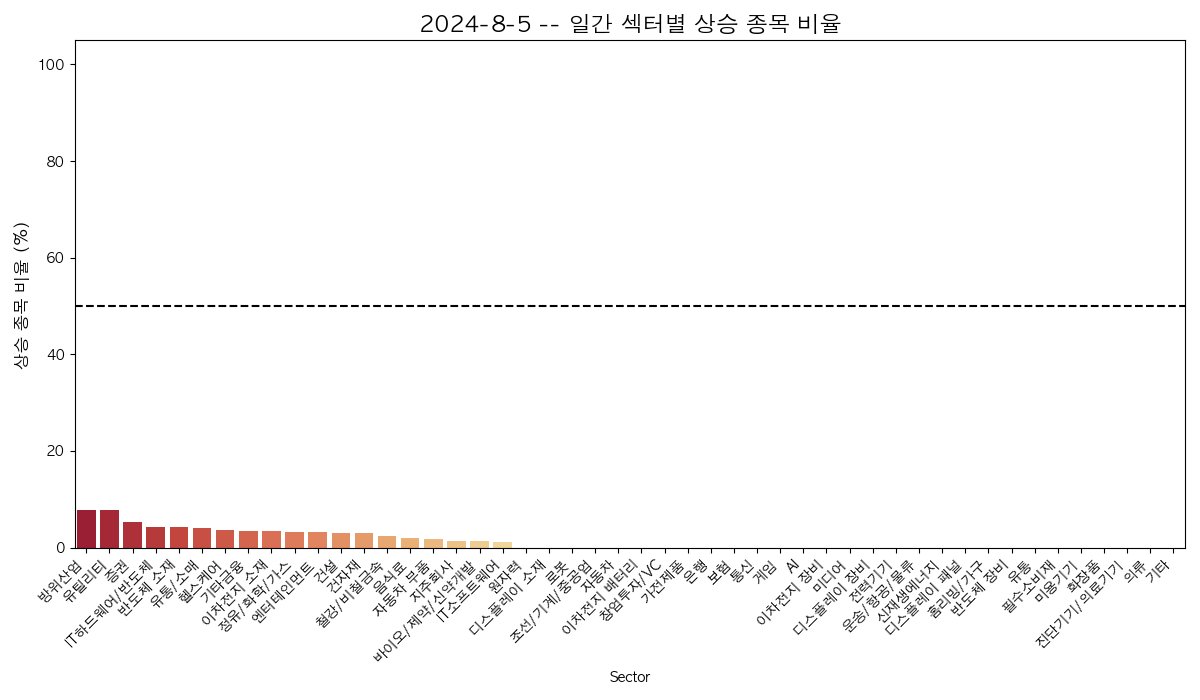 2024-8-5 -- 일간 섹터별 상승 종목 비율
상승 종목 비율 (%)
100
80
60
40
20
0
방위산업
유틸리티
증권
IT하드웨어/반도체
반도체 소재
유통/소매
헬스케어
기타금융
이차전지 소재
정유/화학/가스
엔터테인먼트
건설
건자재
철강/비철금속
음식료
자동차 부품
지주회사
바이오/제약/신약개발
IT소프트웨어
원자력
디스플레이 소재
로봇
조선/기계/중공업
자동차
이차전지 배터리
창업투자/VC
가전제품
은행
보험
통신
게임
AI
이차전지 장비
미디어
디스플레이 장비
전력기기
운송/항공/물류
신재생에너지
디스플레이 패널
홈리빙/가구
반도체 장비
유통
필수소비재
미용기기
화장품
진단기기/의료기기
의류
기타
Sector